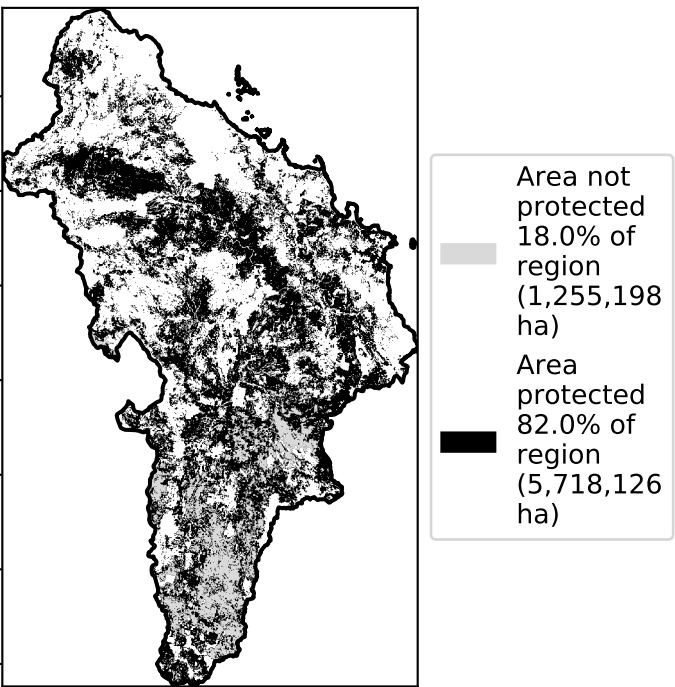 Area not
protected
18.0% of
region
(1,255,198
ha)
Area
protected
82.0% of
region
(5,718,126
ha)